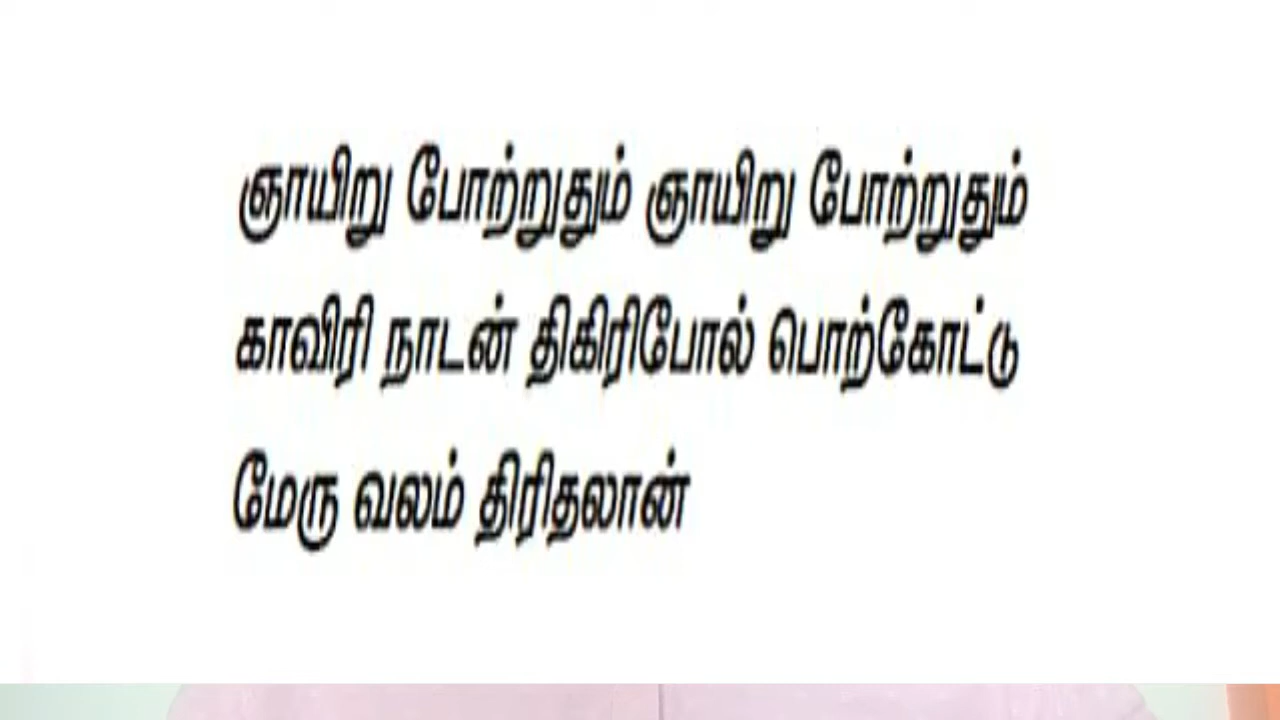 ஞாயிறு போற்றுதும் ஞாயிறு போற்றுதும்
காவிரி நாடன் திகிரிபோல் பொற்கோட்டு
மேரு வலம் திரிதலான்